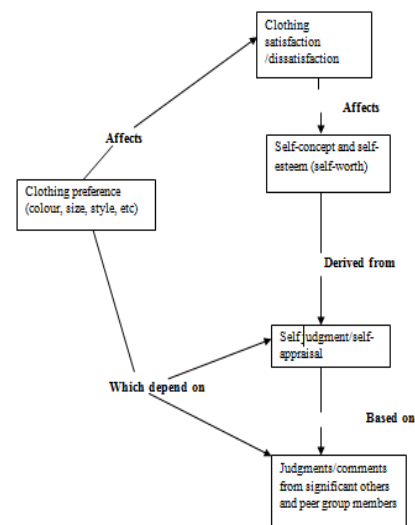 Clothing
satisfaction
/dissatisfaction
Affects
Affects
Self-concept and self-
esteem (self-worth)
Clothing preference
(colour, size, style, etc)
Derived from
Self judgment/self-
appraisal
Which depend on
Based on
Judgments/comments
from significant others
and peer group members